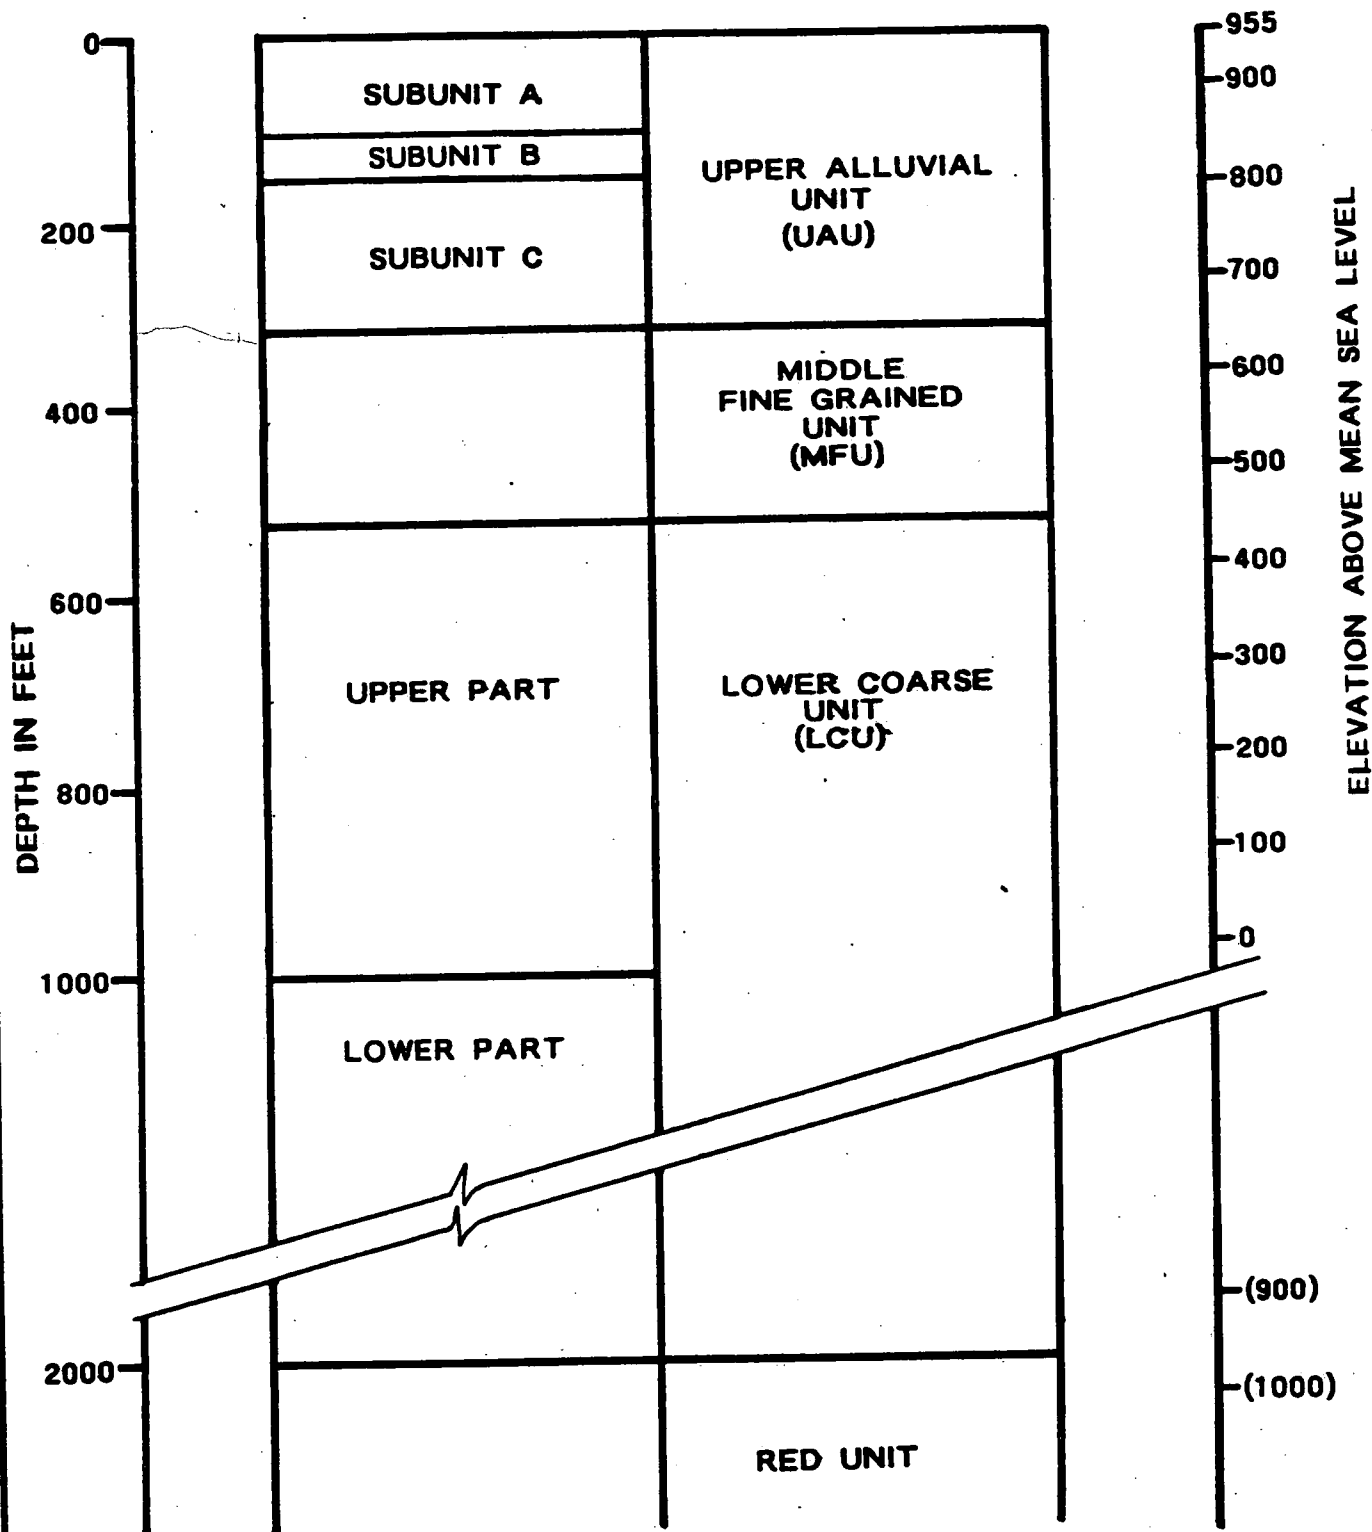 0
200
400
600
800
1000
2000
DEPTH IN FEET
SUBUNIT A
SUBUNIT B
SUBUNIT C
UPPER PART
LOWER PART
UPPER ALLUVIAL
UNIT
(UAU)
MIDDLE
FINE GRAINED
UNIT
(MFU)
LOWER COARSE
UNIT
(LCU)
RED UNIT
955
900
800
700
600
500
400
300
200
100
0
(900)
(1000)
ELEVATION ABOVE MEAN SEA LEVEL